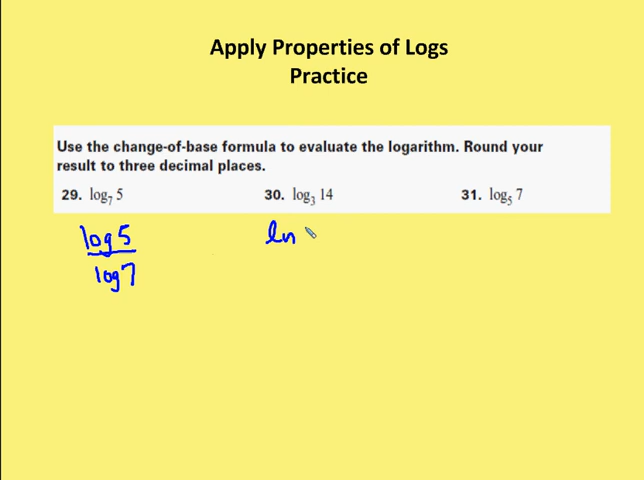 Apply Properties of Logs
Practice
Use the change-of-base formula to evaluate the logarithm. Round your
result to three decimal places.
29. log₇ 5 30. log₃ 14 31. log₅ 7
log 5 ln
log 7